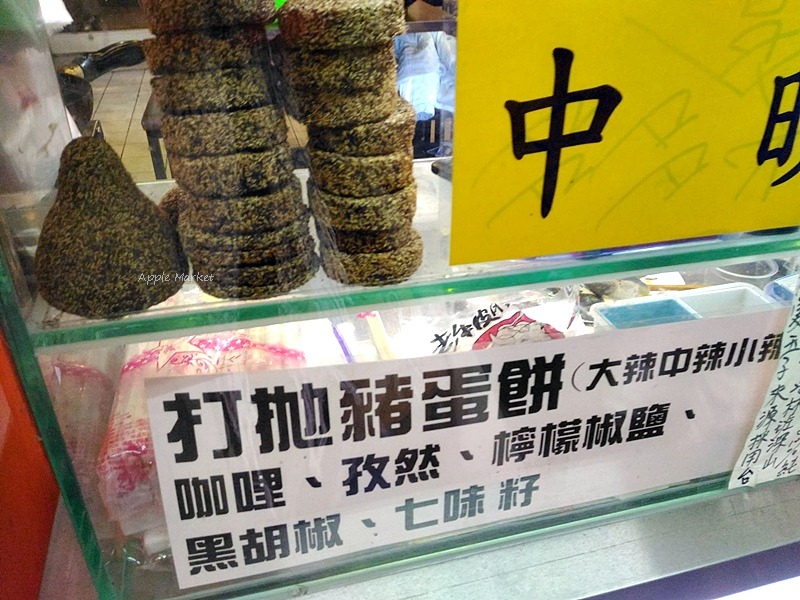 中明
Apple Market
打拋豬蛋餅(大辣中辣小辣
咖哩、孜然、檸檬椒鹽、
黑胡椒、七味籽